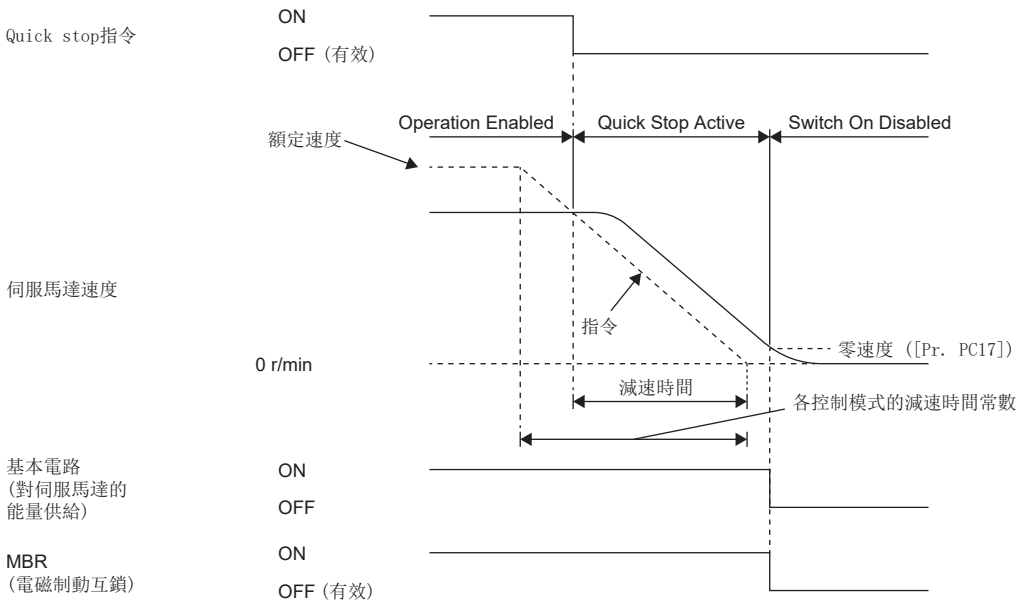 Quick stop指令
ON
OFF (有效)
Operation Enabled
Quick Stop Active
Switch On Disabled
額定速度
伺服馬達速度
指令
零速度 ([Pr. PC17])
0 r/min
減速時間
各控制模式的減速時間常數
基本電路
(對伺服馬達的
能量供給)
ON
OFF
MBR
(電磁制動互鎖)
ON
OFF (有效)